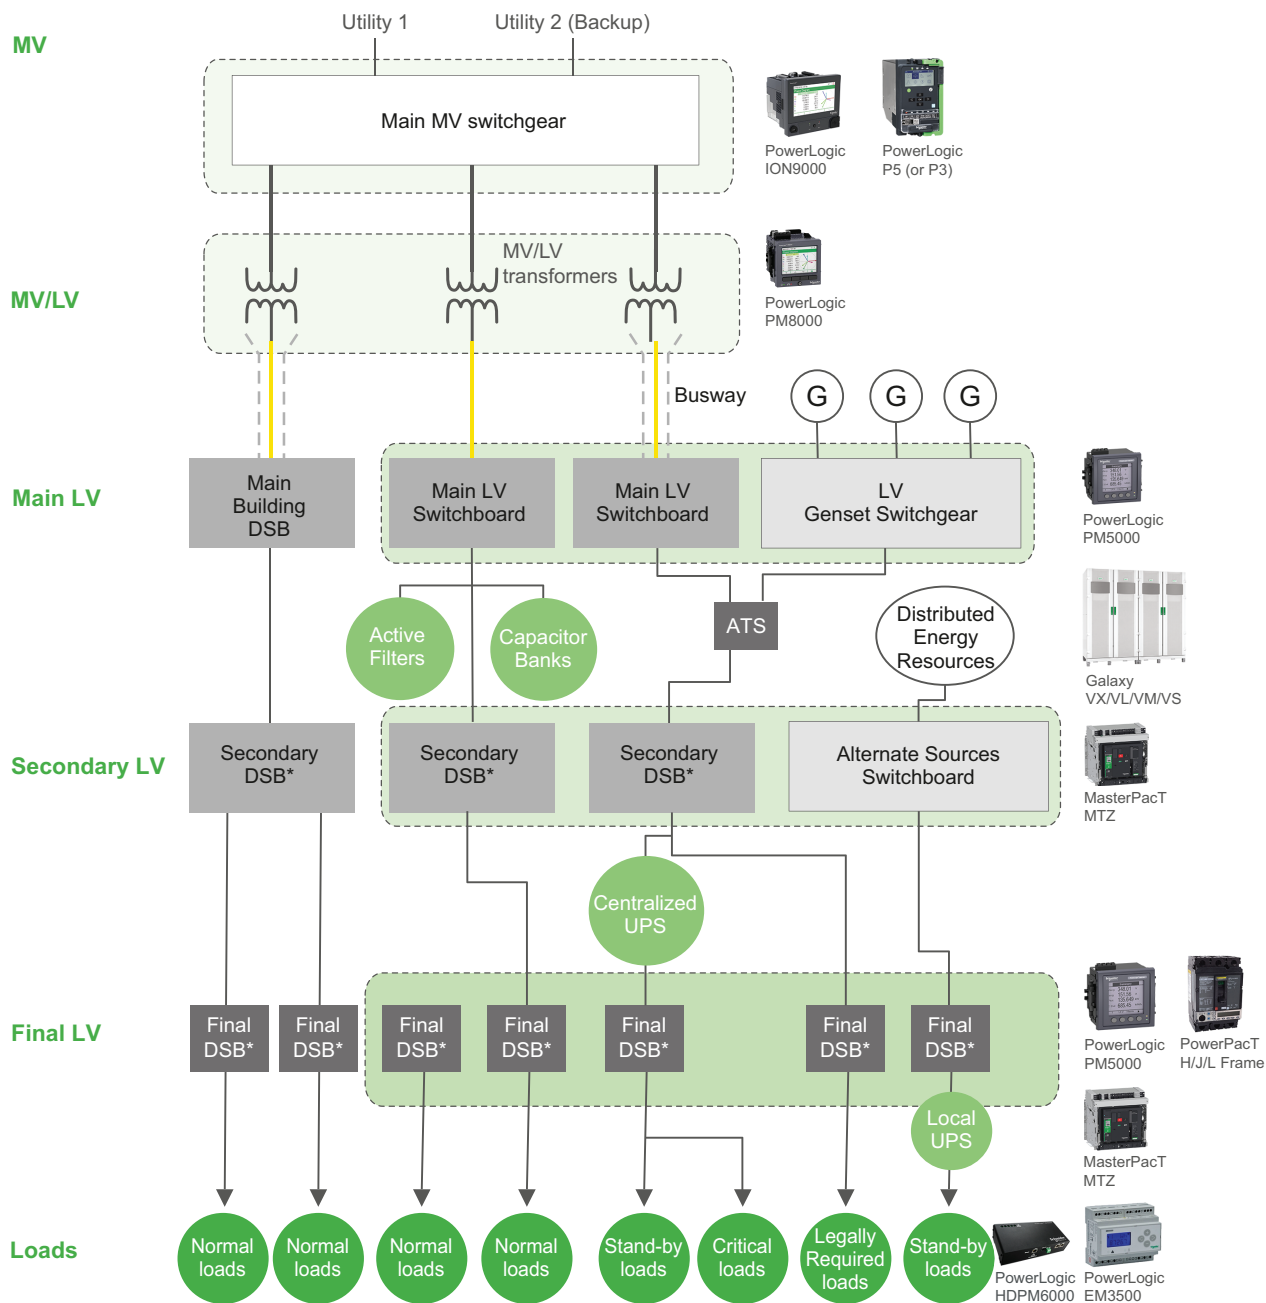 Utility 1
Utility 2 (Backup)
MV
Main MV switchgear
PowerLogic
ION9000
PowerLogic
P5 (or P3)
MV/LV
transformers
MV/LV
PowerLogic
PM8000
Busway
G
G
G
Main LV
Main
Building
DSB
Main LV
Switchboard
Main LV
Switchboard
LV
Genset Switchgear
PowerLogic
PM5000
Active
Filters
Capacitor
Banks
ATS
Distributed
Energy
Resources
Galaxy
VX/VL/VM/VS
Secondary LV
Secondary
DSB*
Secondary
DSB*
Secondary
DSB*
Alternate Sources
Switchboard
MasterPacT
MTZ
Centralized
UPS
Final LV
Final
DSB*
Final
DSB*
Final
DSB*
Final
DSB*
Final
DSB*
Final
DSB*
Final
DSB*
PowerLogic
PM5000
PowerPacT
H/J/L Frame
Local
UPS
MasterPacT
MTZ
Loads
Normal
loads
Normal
loads
Normal
loads
Normal
loads
Stand-by
loads
Critical
loads
Legally
Required
loads
Stand-by
loads
PowerLogic
HDPM6000
PowerLogic
EM3500